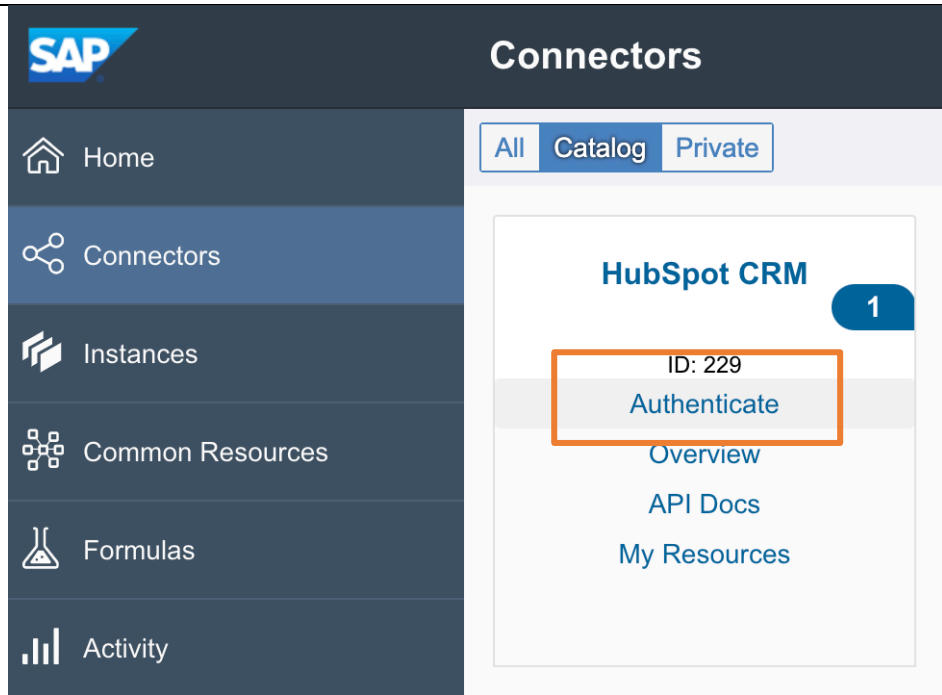 SAP
Connectors
Home
Connectors
Instances
Common Resources
Formulas
Activity
All Catalog Private
HubSpot CRM
1
ID: 229
Authenticate
Overview
API Docs
My Resources